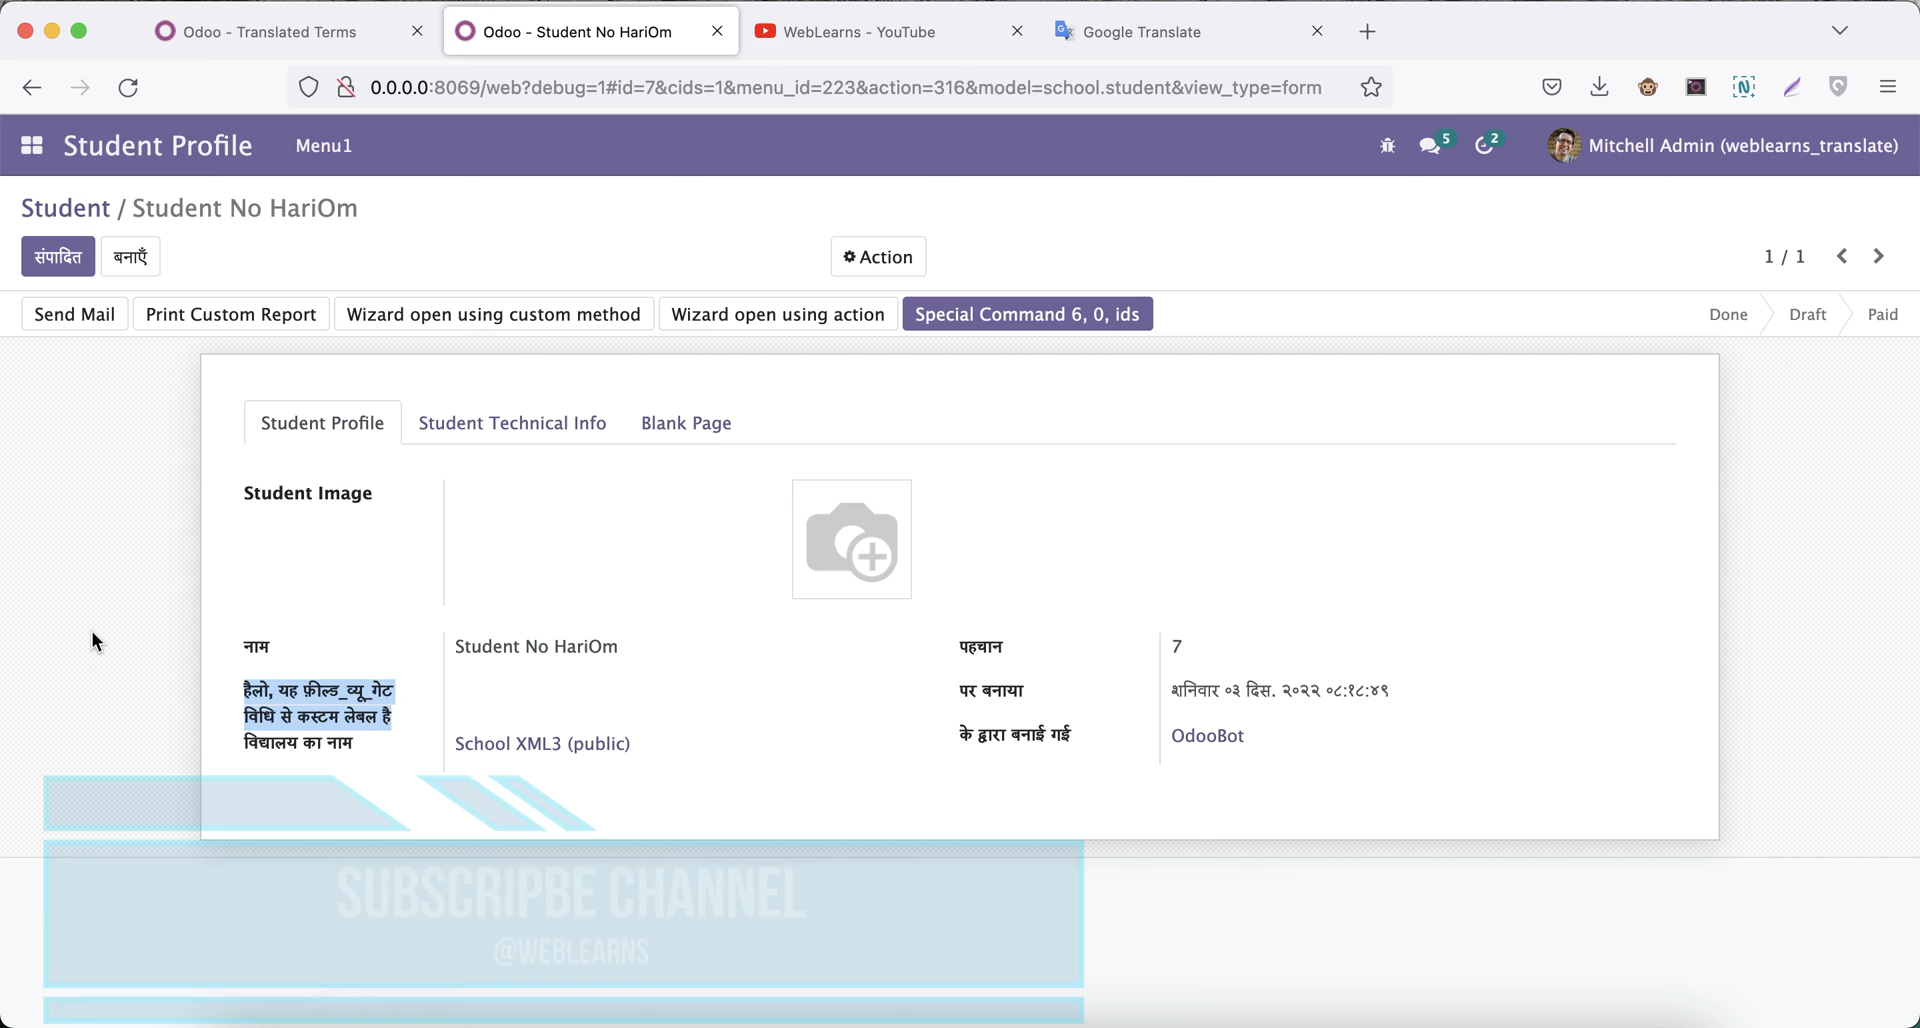 Odoo - Translated Terms
Odoo - Student No HariOm
WebLearns - YouTube
Google Translate
0.0.0.0:8069/web?debug=1#id=7&cids=1&menu_id=223&action=316&model=school.student&view_type=form
Student Profile
Menu1
5
2
Mitchell Admin (weblearns_translate)
Student / Student No HariOm
संपादित
बनाएँ
Action
1 / 1
Send Mail
Print Custom Report
Wizard open using custom method
Wizard open using action
Special Command 6, 0, ids
Done
Draft
Paid
Student Profile
Student Technical Info
Blank Page
Student Image
नाम
Student No HariOm
पहचान
7
हैलो, यह फ़ील्ड_व्यू_गेट
विधि से कस्टम लेबल है
पर बनाया
शनिवार ०३ दिस. २०२२ ०८:१८:४९
विद्यालय का नाम
School XML3 (public)
के द्वारा बनाई गई
OdooBot
SUBSCRIPBE CHANNEL
@WEBLEARNS